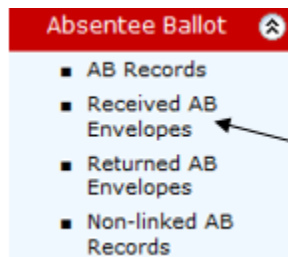 Absentee Ballot
AB Records
Received AB
Envelopes
Returned AB
Envelopes
Non-linked AB
Records